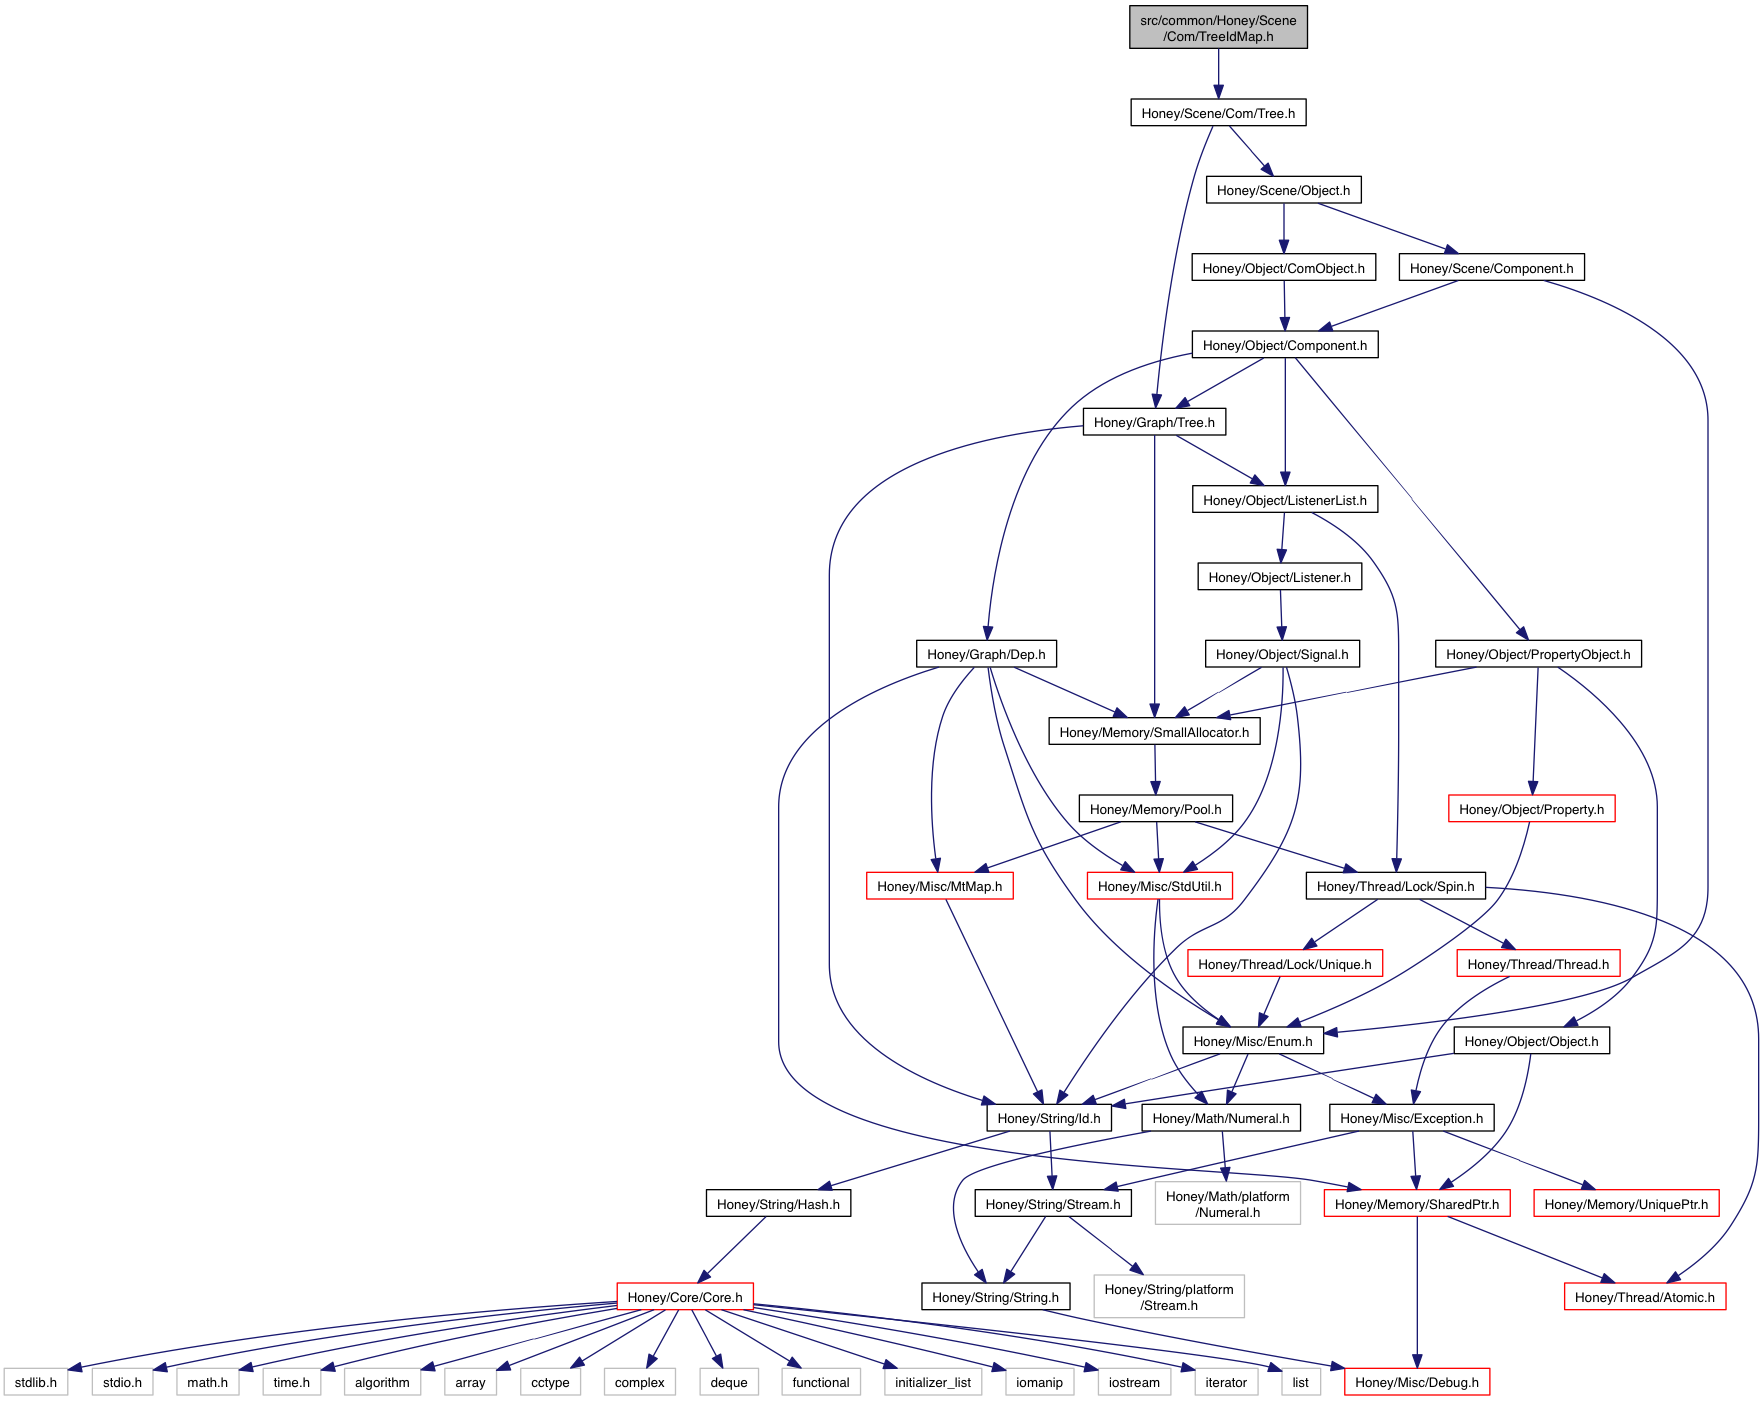 src/common/Honey/Scene
/Com/TreeIdMap.h
Honey/Scene/Com/Tree.h
Honey/Scene/Object.h
Honey/Object/ComObject.h
Honey/Scene/Component.h
Honey/Object/Component.h
Honey/Graph/Tree.h
Honey/Object/ListenerList.h
Honey/Object/Listener.h
Honey/Graph/Dep.h
Honey/Object/Signal.h
Honey/Object/PropertyObject.h
Honey/Memory/SmallAllocator.h
Honey/Memory/Pool.h
Honey/Object/Property.h
Honey/Misc/MtMap.h
Honey/Misc/StdUtil.h
Honey/Thread/Lock/Spin.h
Honey/Thread/Lock/Unique.h
Honey/Thread/Thread.h
Honey/Misc/Enum.h
Honey/Object/Object.h
Honey/String/Id.h
Honey/Math/Numeral.h
Honey/Misc/Exception.h
Honey/String/Hash.h
Honey/String/Stream.h
Honey/Math/platform
/Numeral.h
Honey/Memory/SharedPtr.h
Honey/Memory/UniquePtr.h
Honey/Core/Core.h
Honey/String/String.h
Honey/String/platform
/Stream.h
Honey/Thread/Atomic.h
stdlib.h
stdio.h
math.h
time.h
algorithm
array
cctype
complex
deque
functional
initializer_list
iomanip
iostream
iterator
list
Honey/Misc/Debug.h